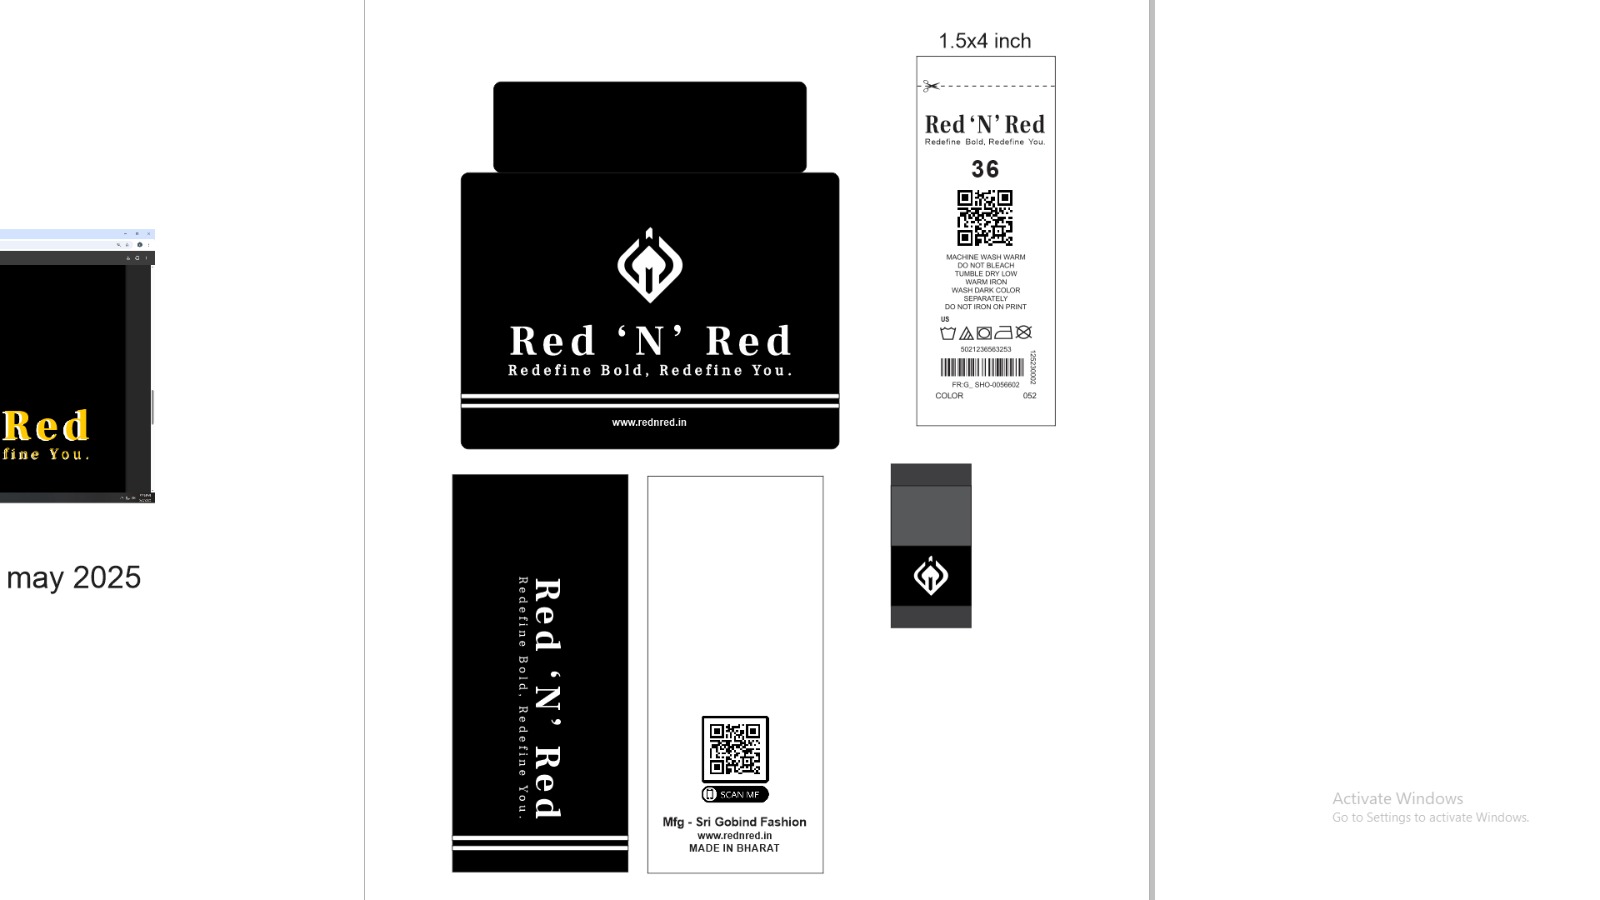 Red
fine You.
may 2025
Red ‘N’ Red
Redefine Bold, Redefine You.
www.rednred.in
1.5x4 inch
Red ‘N’ Red
Redefine Bold, Redefine You.
36
MACHINE WASH WARM
DO NOT BLEACH
TUMBLE DRY LOW
WARM IRON
WASH DARK COLOR
SEPARATELY
DO NOT IRON ON PRINT
US
5021236563253
125230002
FR:G_ SHO-0056602
COLOR 052
Red ‘N’ Red
Redefine Bold, Redefine You.
SCAN ME
Mfg - Sri Gobind Fashion
www.rednred.in
MADE IN BHARAT
Activate Windows
Go to Settings to activate Windows.